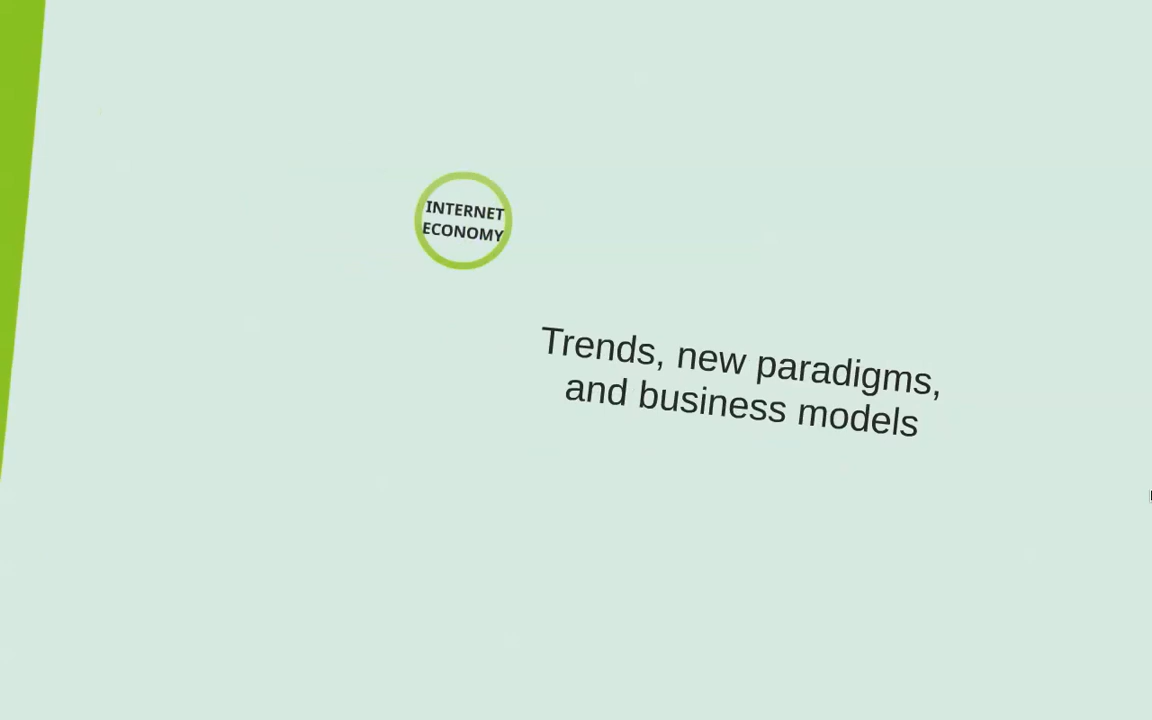 INTERNET
ECONOMY
Trends, new paradigms,
and business models